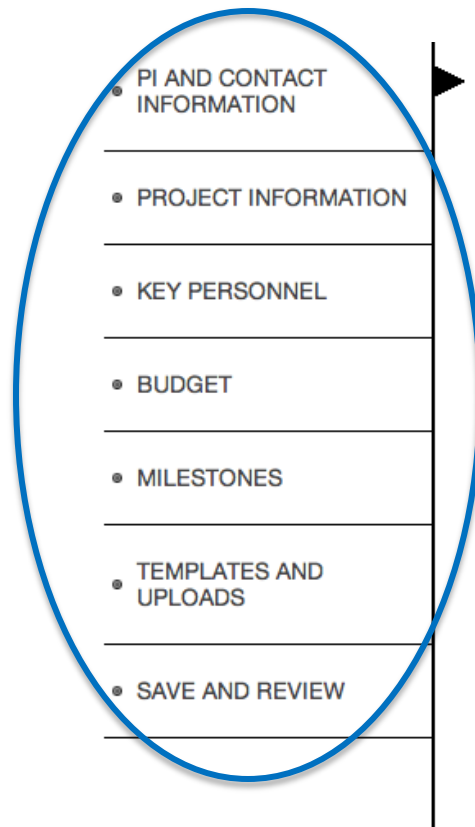 PI AND CONTACT
INFORMATION
PROJECT INFORMATION
KEY PERSONNEL
BUDGET
MILESTONES
TEMPLATES AND
UPLOADS
SAVE AND REVIEW